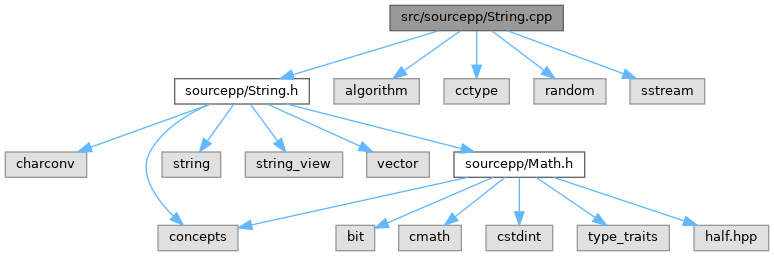 src/sourcepp/String.cpp
sourcepp/String.h
algorithm
cctype
random
sstream
charconv
string
string_view
vector
sourcepp/Math.h
concepts
bit
cmath
cstdint
type_traits
half.hpp